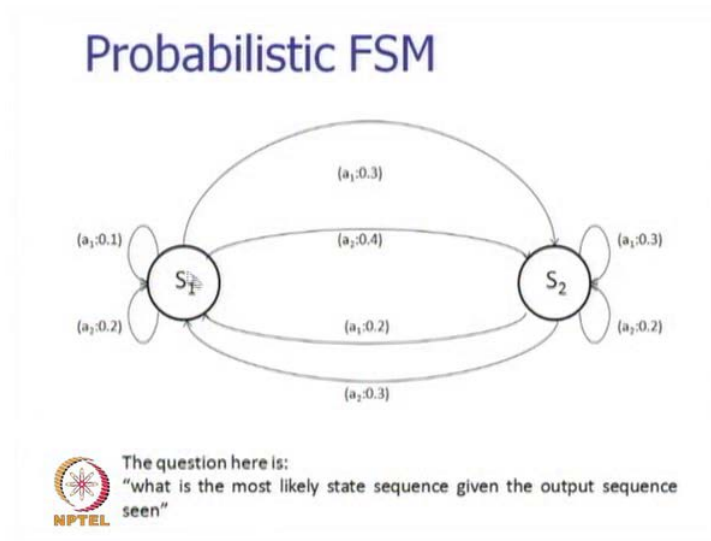 Probabilistic FSM
(a₁:0.3)
(a₁:0.1)
(a₂:0.4)
(a₁:0.3)
S₁
S₂
(a₂:0.2)
(a₁:0.2)
(a₂:0.2)
(a₂:0.3)
The question here is:
"what is the most likely state sequence given the output sequence
seen"
NPTEL